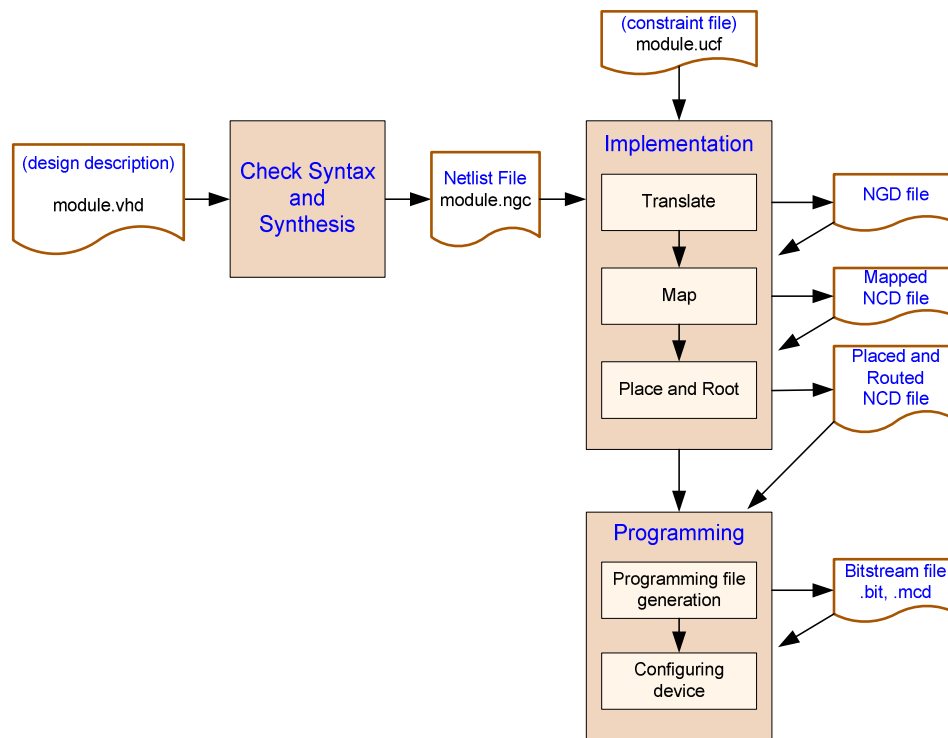 (constraint file)
module.ucf
(design description)
module.vhd
Check Syntax
and
Synthesis
Netlist File
module.ngc
Implementation
Translate
Map
Place and Root
NGD file
Mapped
NCD file
Placed and
Routed
NCD file
Programming
Programming file
generation
Configuring
device
Bitstream file
.bit, .mcd